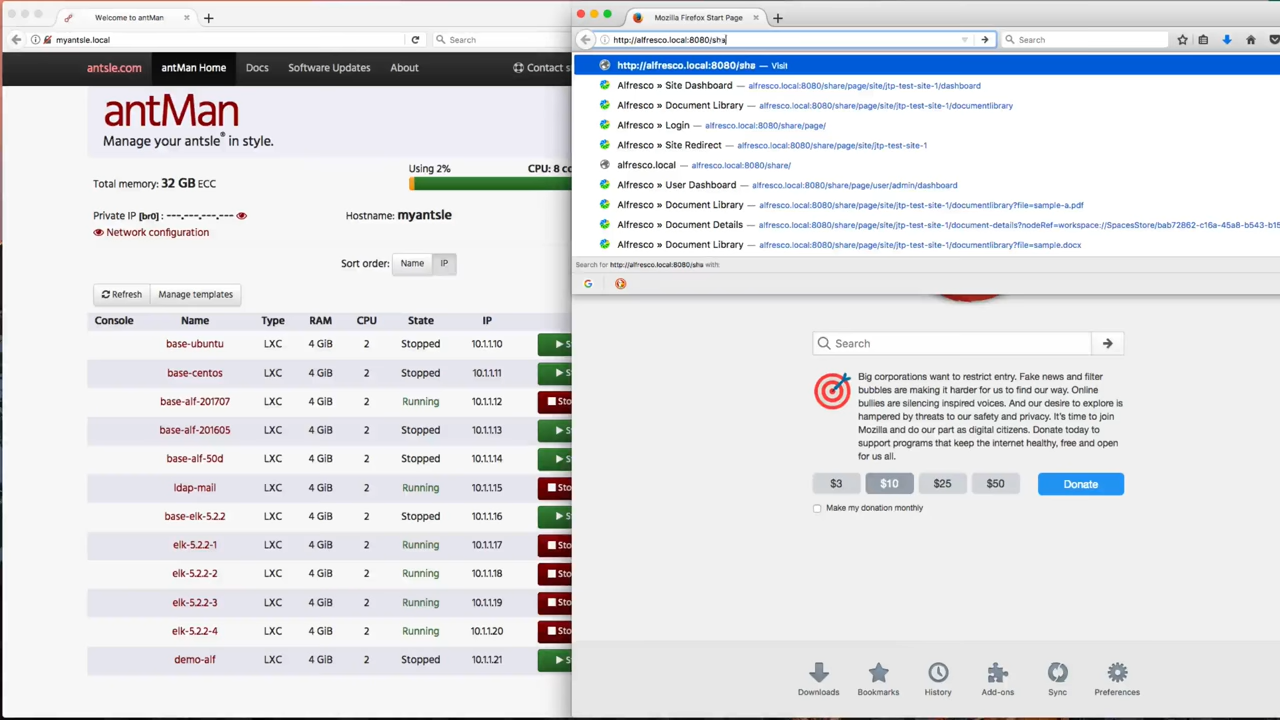 Welcome to antMan
myantsle.local
Search
antsle.com
antMan Home
Docs
Software Updates
About
Contact s
antMan
Manage your antsle® in style.
Using 2%
CPU: 8 co
Total memory: 32 GB ECC
Private IP [br0] : --.--.--.---
Hostname: myantsle
Network configuration
Sort order:
Name
IP
Refresh
Manage templates
Console Name Type RAM CPU State IP
base-ubuntu LXC 4 GiB 2 Stopped 10.1.1.10 S
base-centos LXC 4 GiB 2 Stopped 10.1.1.11 S
base-alf-201707 LXC 4 GiB 2 Running 10.1.1.12 Sto
base-alf-201605 LXC 4 GiB 2 Stopped 10.1.1.13 S
base-alf-50d LXC 4 GiB 2 Stopped 10.1.1.14 S
ldap-mail LXC 4 GiB 2 Running 10.1.1.15 Sto
base-elk-5.2.2 LXC 4 GiB 2 Stopped 10.1.1.16 S
elk-5.2.2-1 LXC 4 GiB 2 Running 10.1.1.17 Sto
elk-5.2.2-2 LXC 4 GiB 2 Running 10.1.1.18 Sto
elk-5.2.2-3 LXC 4 GiB 2 Running 10.1.1.19 Sto
elk-5.2.2-4 LXC 4 GiB 2 Running 10.1.1.20 Sto
demo-alf LXC 4 GiB 2 Stopped 10.1.1.21 S
Mozilla Firefox Start Page
http://alfresco.local:8080/sha
Search
http://alfresco.local:8080/sha — Visit
Alfresco » Site Dashboard — alfresco.local:8080/share/page/site/jtp-test-site-1/dashboard
Alfresco » Document Library — alfresco.local:8080/share/page/site/jtp-test-site-1/documentlibrary
Alfresco » Login — alfresco.local:8080/share/page/
Alfresco » Site Redirect — alfresco.local:8080/share/page/site/jtp-test-site-1
alfresco.local — alfresco.local:8080/share/
Alfresco » User Dashboard — alfresco.local:8080/share/page/user/admin/dashboard
Alfresco » Document Library — alfresco.local:8080/share/page/site/jtp-test-site-1/documentlibrary?file=sample-a.pdf
Alfresco » Document Details — alfresco.local:8080/share/page/site/jtp-test-site-1/document-details?nodeRef=workspace://SpacesStore/bab72862-c16a-45a8-b543-b15
Alfresco » Document Library — alfresco.local:8080/share/page/site/jtp-test-site-1/documentlibrary?file=sample.docx
Search for http://alfresco.local:8080/sha with:
G
Search
Big corporations want to restrict entry. Fake news and filter
bubbles are making it harder for us to find our way. Online
bullies are silencing inspired voices. And our desire to explore is
hampered by threats to our safety and privacy. It's time to join
Mozilla and do our part as digital citizens. Donate today to
support programs that keep the internet healthy, free and open
for us all.
$3
$10
$25
$50
Donate
Make my donation monthly
Downloads
Bookmarks
History
Add-ons
Sync
Preferences